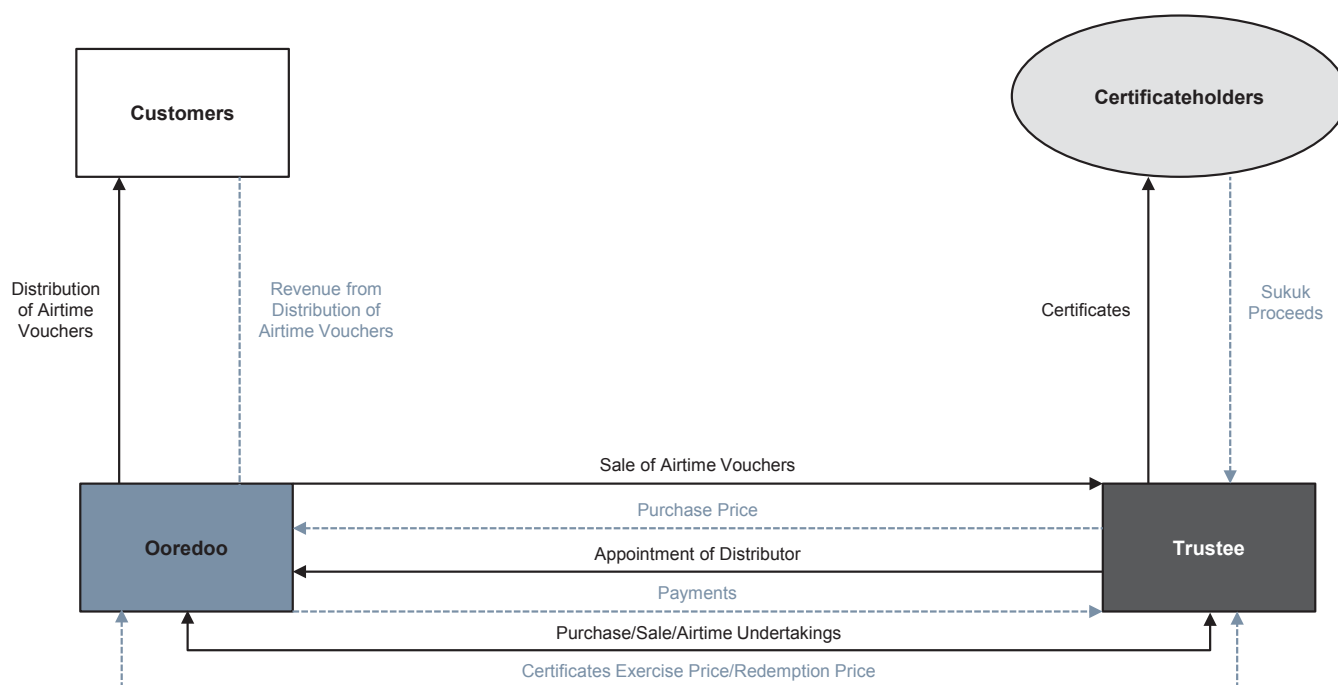 Customers
Certificateholders
Distribution
of Airtime
Vouchers
Revenue from
Distribution of
Airtime Vouchers
Certificates
Sukuk
Proceeds
Sale of Airtime Vouchers
Purchase Price
Ooredoo
Appointment of Distributor
Trustee
Payments
Purchase/Sale/Airtime Undertakings
Certificates Exercise Price/Redemption Price